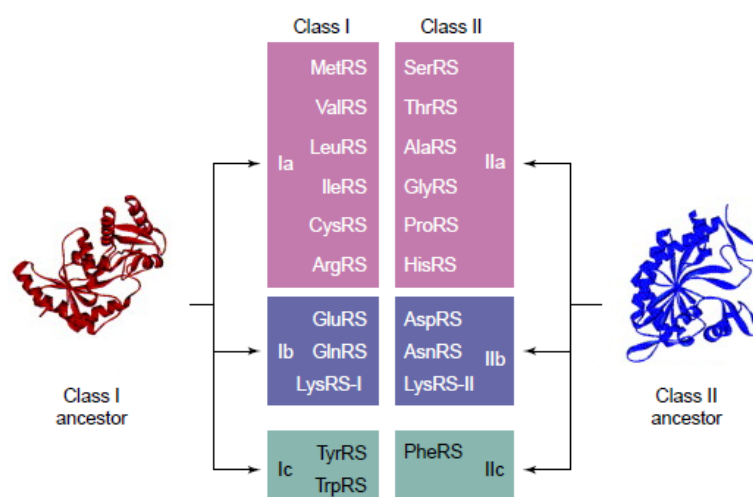 Class I Class II
MetRS SerRS
ValRS ThrRS
LeuRS AlaRS
Ia IIa
IleRS GlyRS
CysRS ProRS
ArgRS HisRS
GluRS AspRS
Ib GlnRS AsnRS IIb
LysRS-I LysRS-II
Class I
ancestor
Class II
ancestor
TyrRS PheRS
Ic IIc
TrpRS